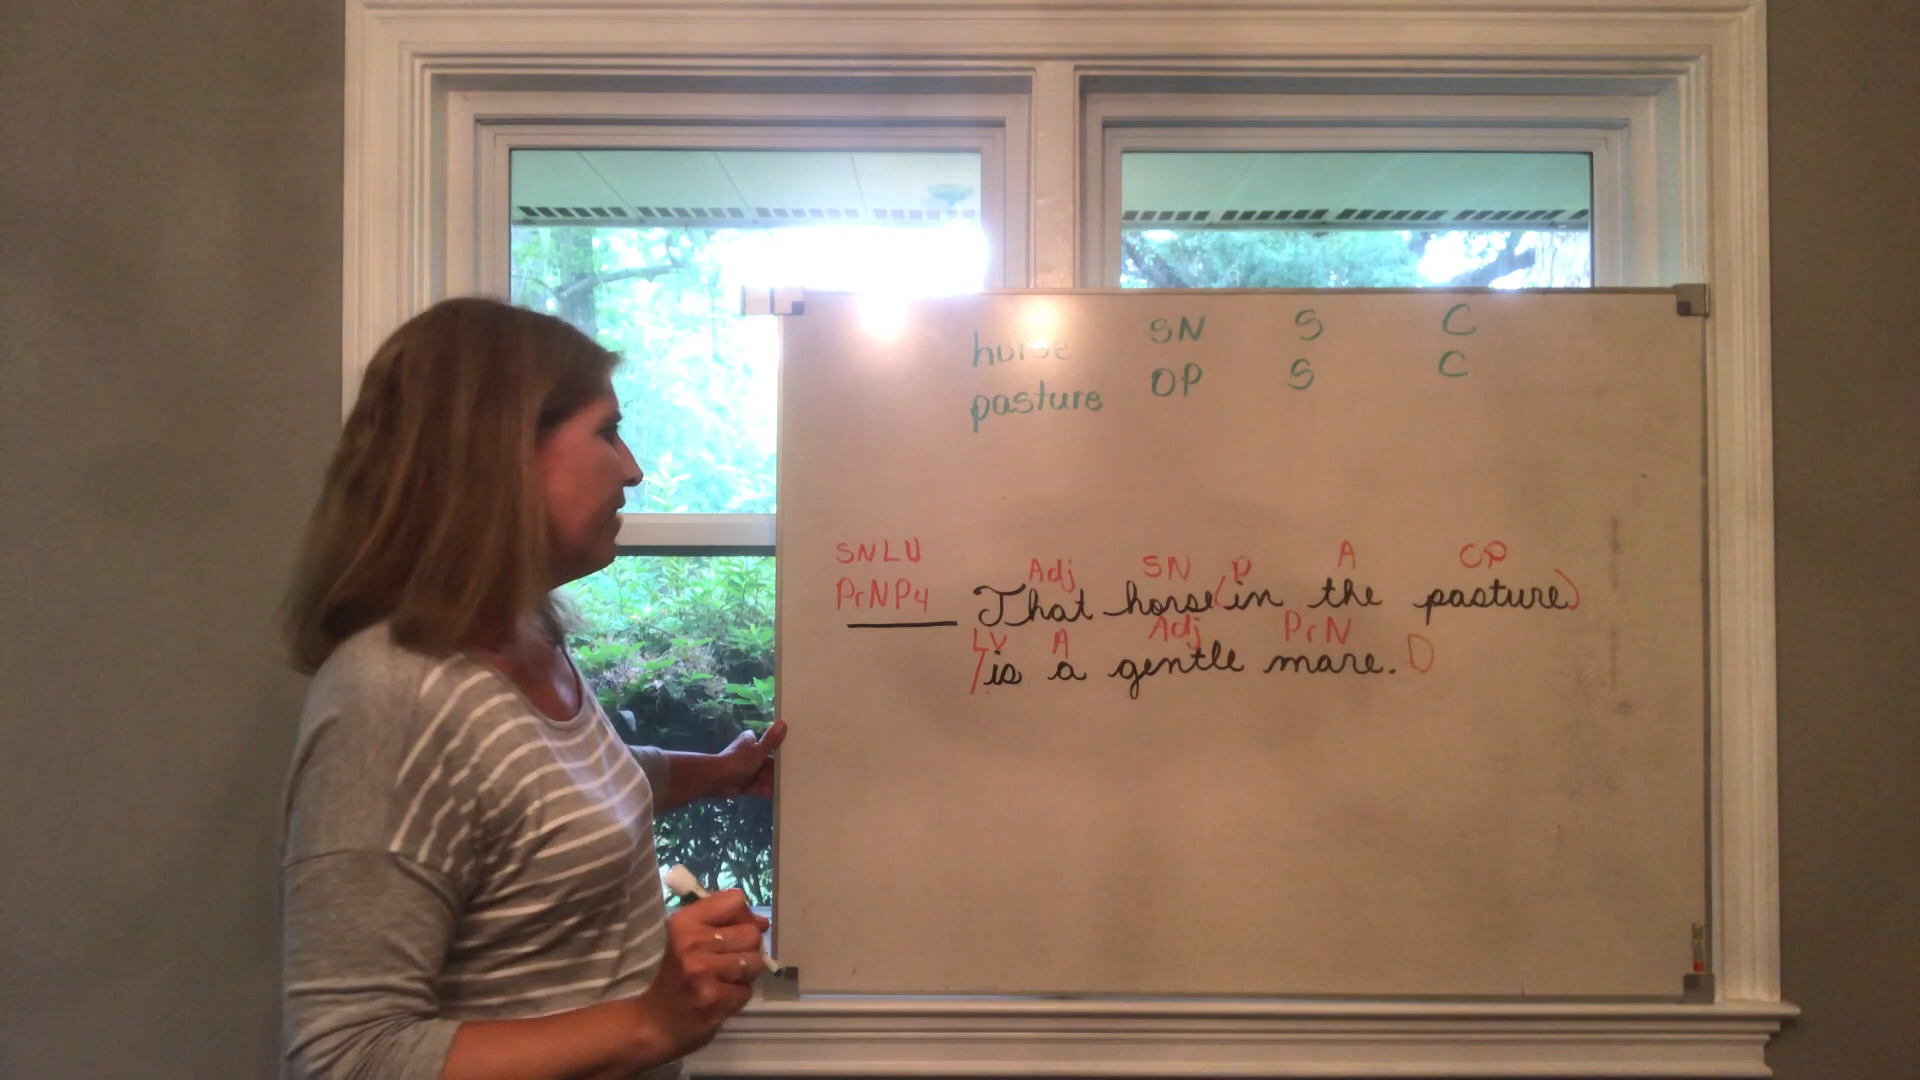 horse SN S C
pasture OP S C
SNLV Adj SN P A OP
PrNP4 That horse (in the pasture)
LV A Adj PrN
/ is a gentle mare. D